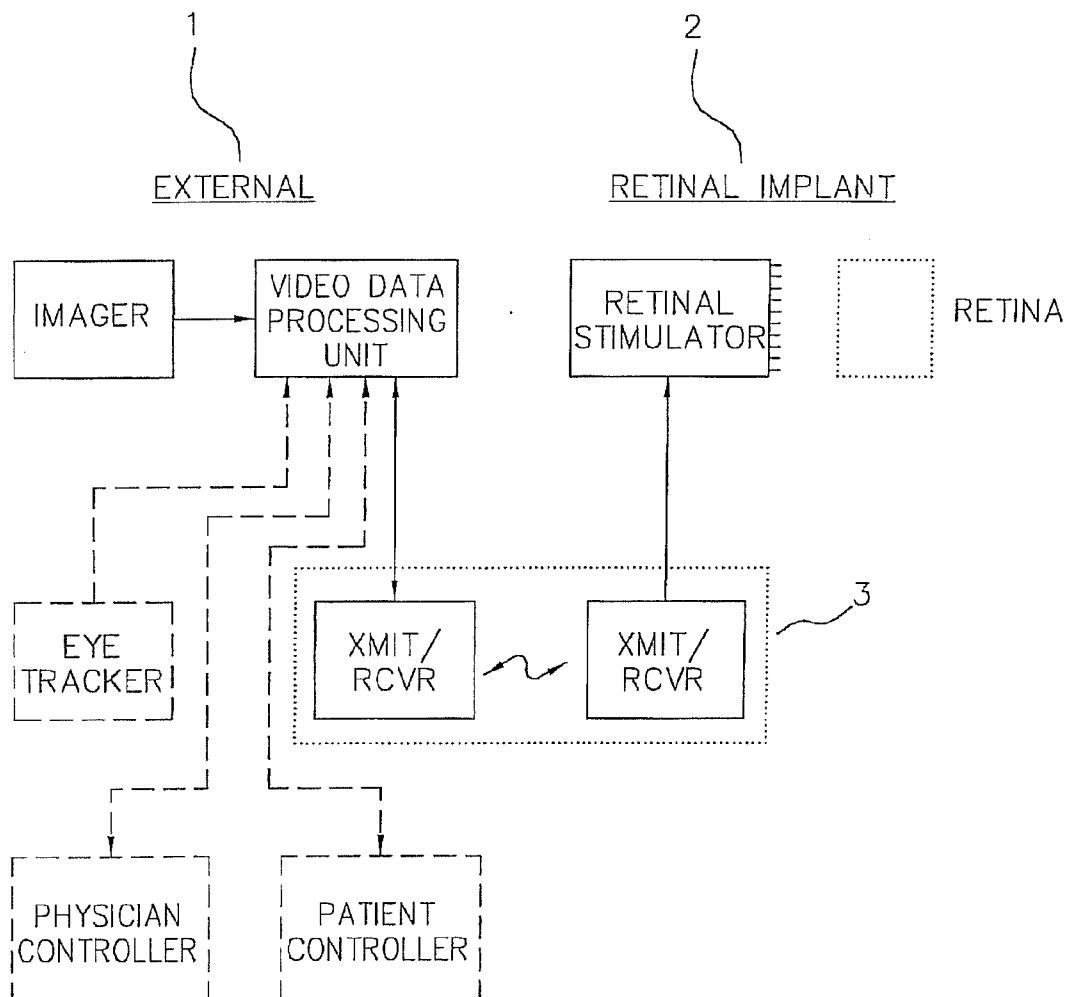 1
2
EXTERNAL
RETINAL IMPLANT
IMAGER
VIDEO DATA
PROCESSING
UNIT
RETINAL
STIMULATOR
RETINA
3
EYE
TRACKER
XMIT/
RCVR
XMIT/
RCVR
PHYSICIAN
CONTROLLER
PATIENT
CONTROLLER